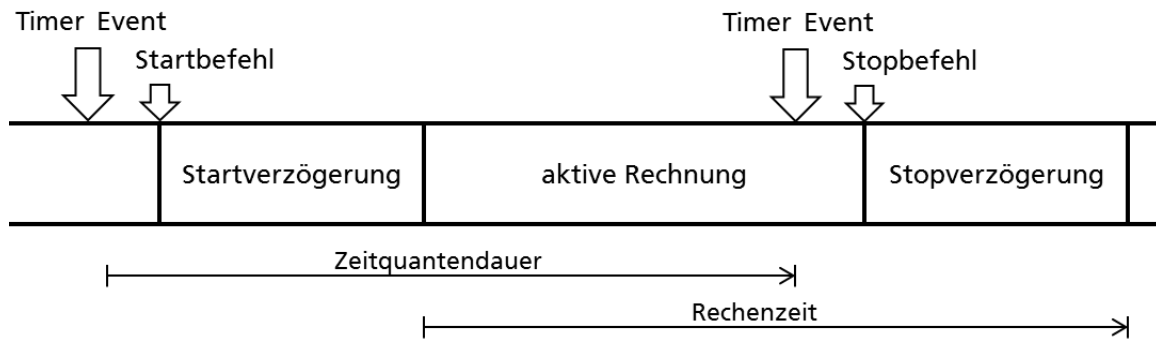 Timer Event
Timer Event
Startbefehl
Stopbefehl
Startverzögerung
aktive Rechnung
Stopverzögerung
Zeitquantendauer
Rechenzeit